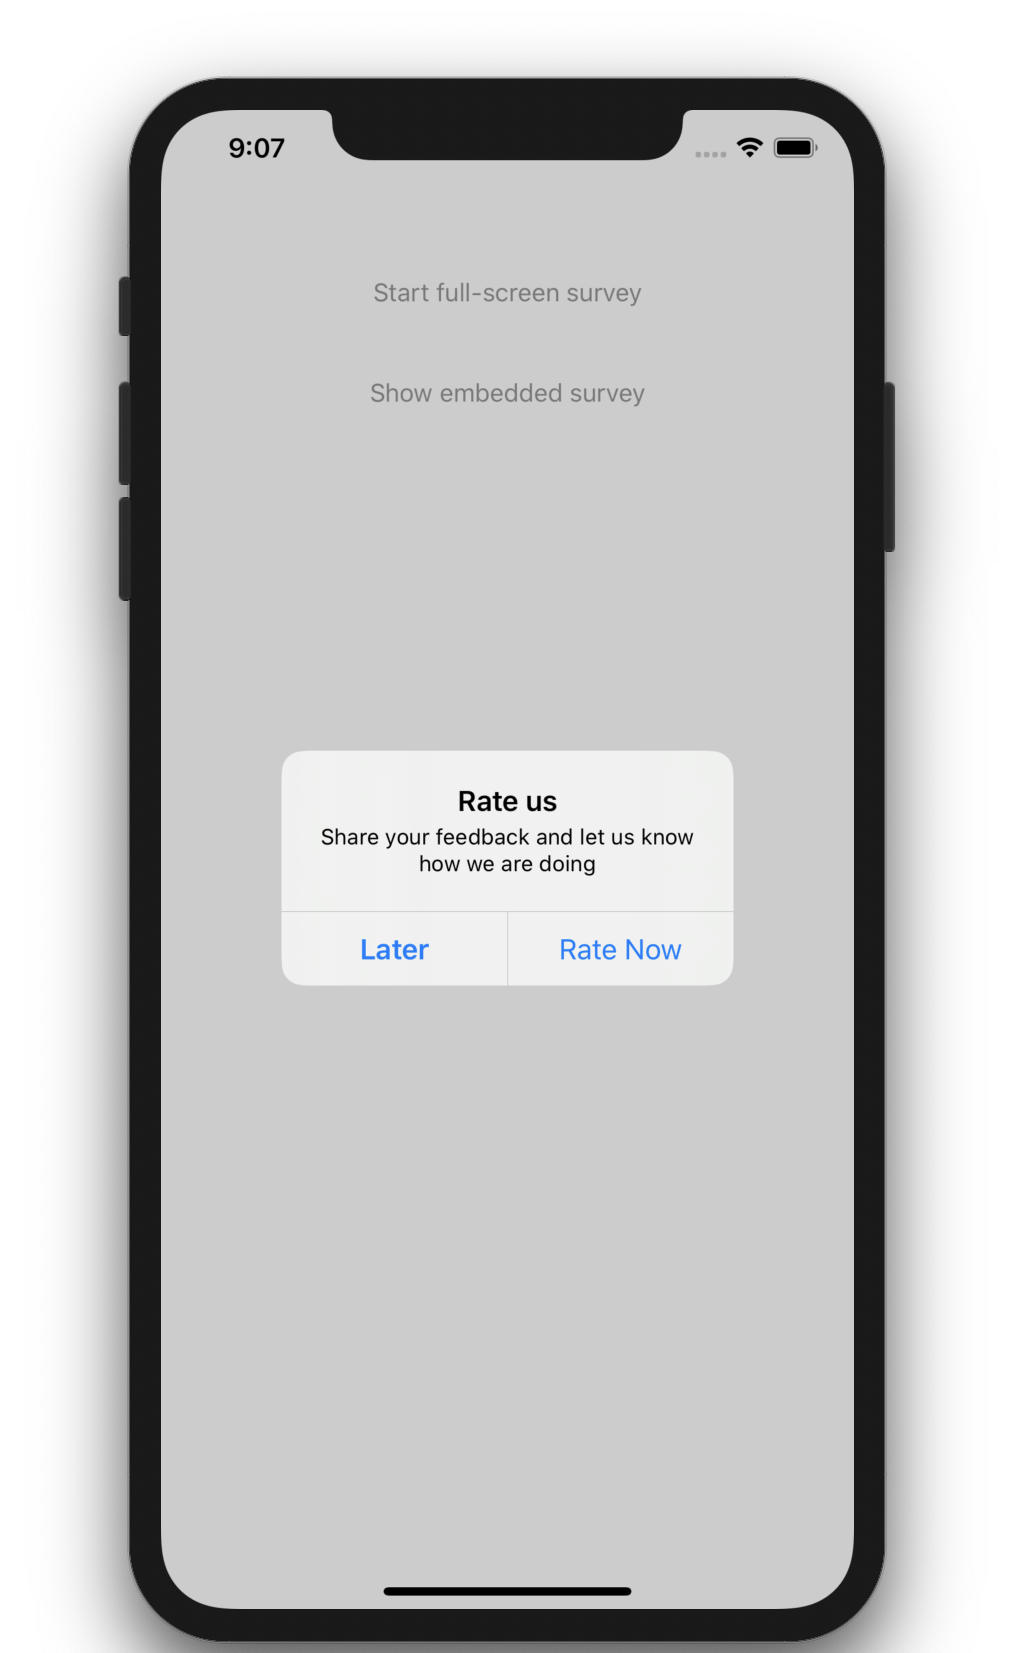 9:07
Start full-screen survey
Show embedded survey
Rate us
Share your feedback and let us know
how we are doing
Later
Rate Now